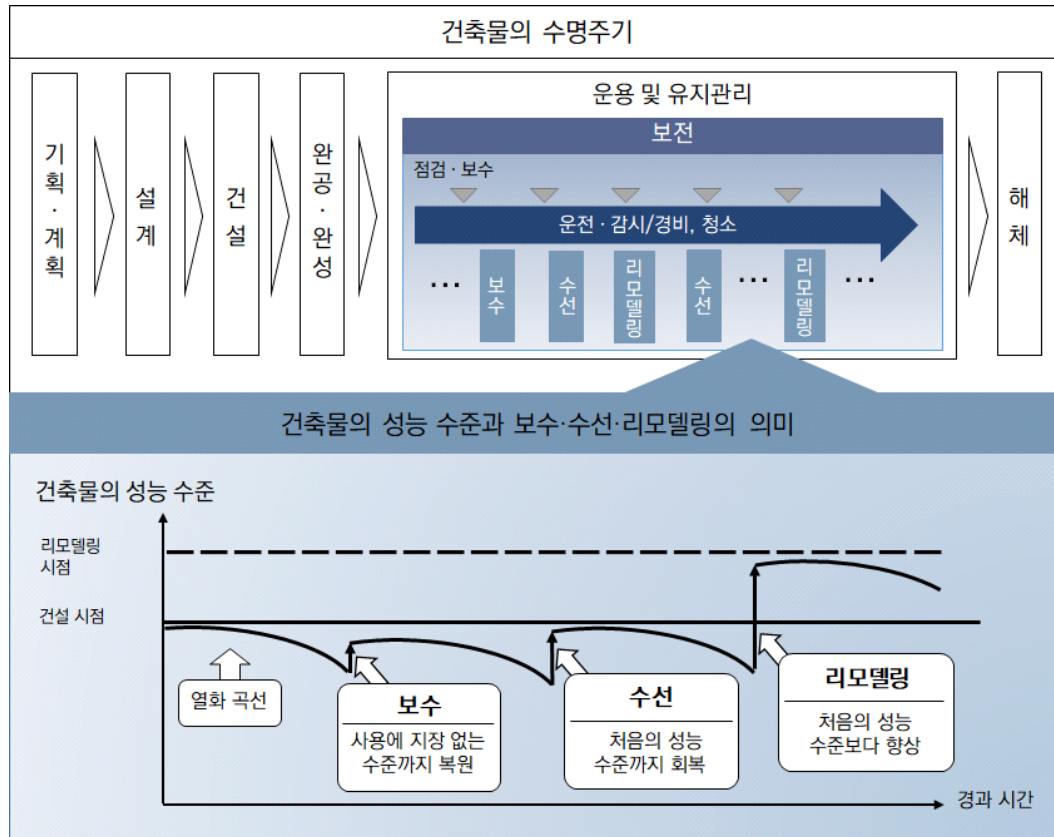 건축물의 수명주기
기획·계획
설계
건설
완공·완성
운용 및 유지관리
보전
점검·보수
운전·감시/경비, 청소
... 보수 수선 리모델링 수선 ... 리모델링 ...
해체
건축물의 성능 수준과 보수·수선·리모델링의 의미
건축물의 성능 수준
리모델링
시점
건설 시점
열화 곡선
보수
사용에 지장 없는
수준까지 복원
수선
처음의 성능
수준까지 회복
리모델링
처음의 성능
수준보다 향상
경과 시간